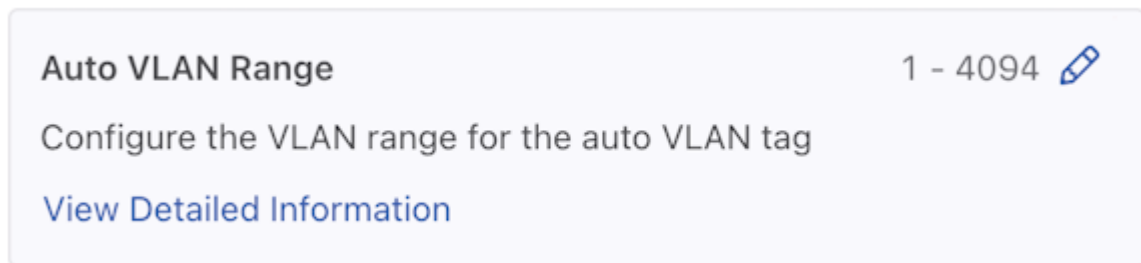 Auto VLAN Range 1 - 4094
Configure the VLAN range for the auto VLAN tag
View Detailed Information